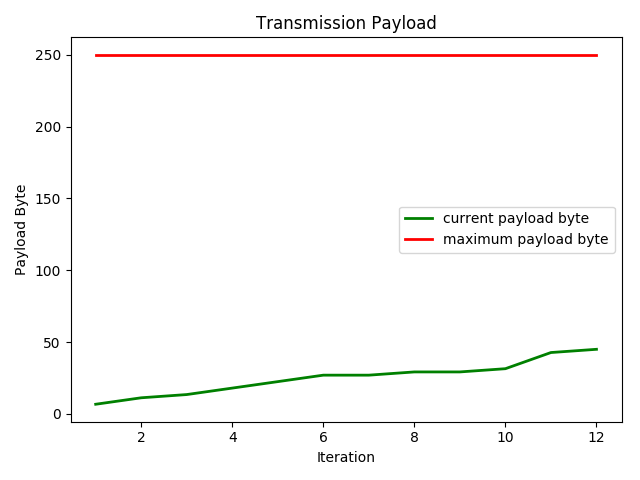 Transmission Payload
Payload Byte
250
200
150
100
50
0
current payload byte
maximum payload byte
2
4
6
8
10
12
Iteration